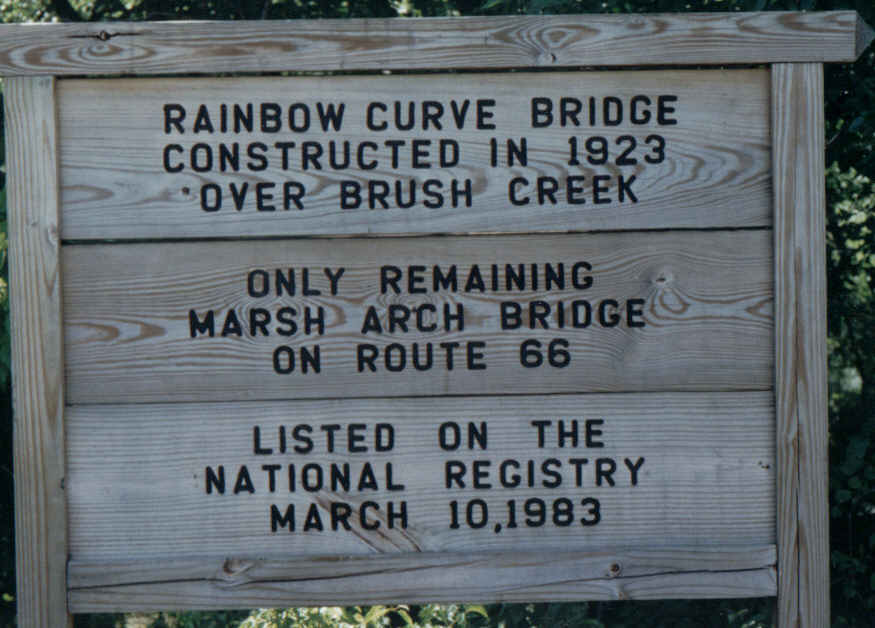 RAINBOW CURVE BRIDGE
CONSTRUCTED IN 1923
OVER BRUSH CREEK
ONLY REMAINING
MARSH ARCH BRIDGE
ON ROUTE 66
LISTED ON THE
NATIONAL REGISTRY
MARCH 10,1983